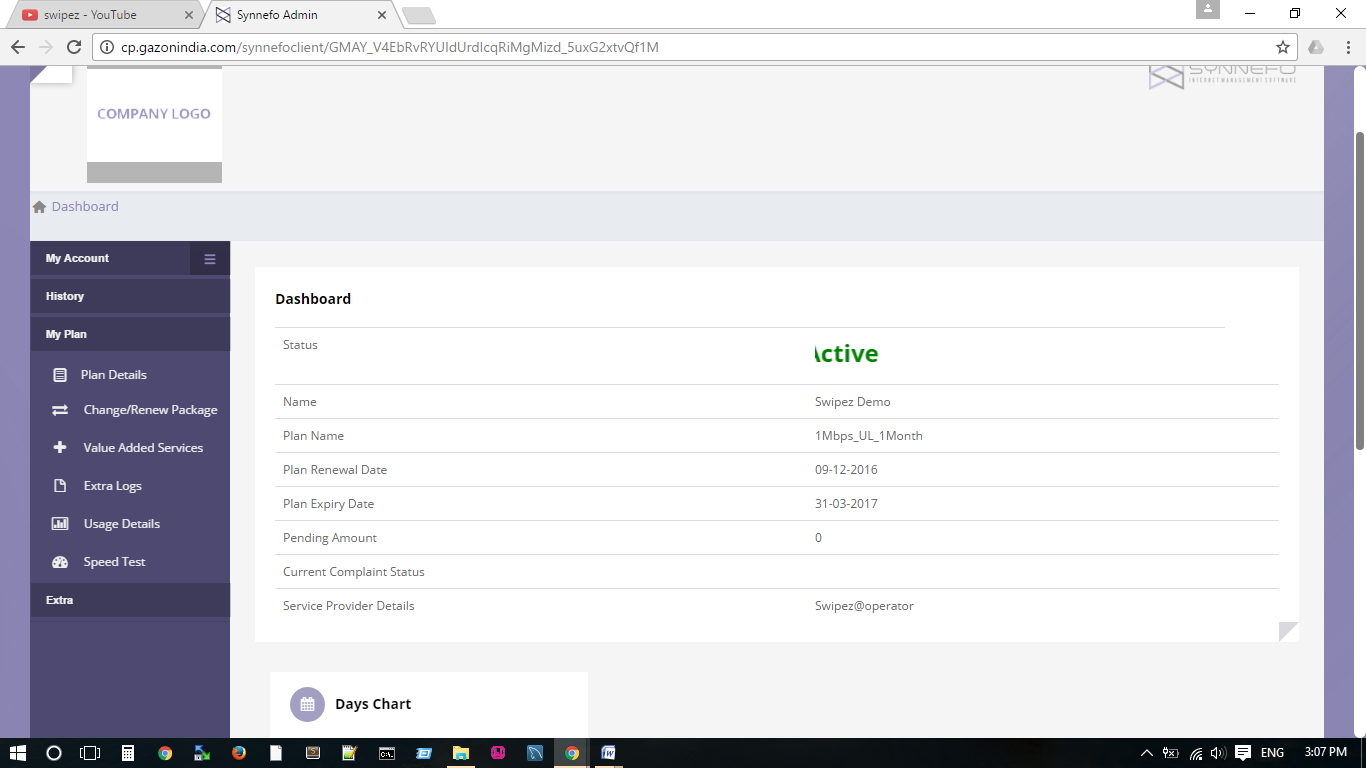 swipez - YouTube
Synnefo Admin
cp.gazonindia.com/synnefoclient/
SYNNEFO
INTERNET MANAGEMENT SOFTWARE
COMPANY LOGO
Dashboard
My Account
History
My Plan
Plan Details
Change/Renew Package
Value Added Services
Extra Logs
Usage Details
Speed Test
Extra
Dashboard
Status Active
Name Swipez Demo
Plan Name 1Mbps_UL_1Month
Plan Renewal Date 09-12-2016
Plan Expiry Date 31-03-2017
Pending Amount 0
Current Complaint Status
Service Provider Details Swipez@operator
Days Chart
ENG
3:07 PM